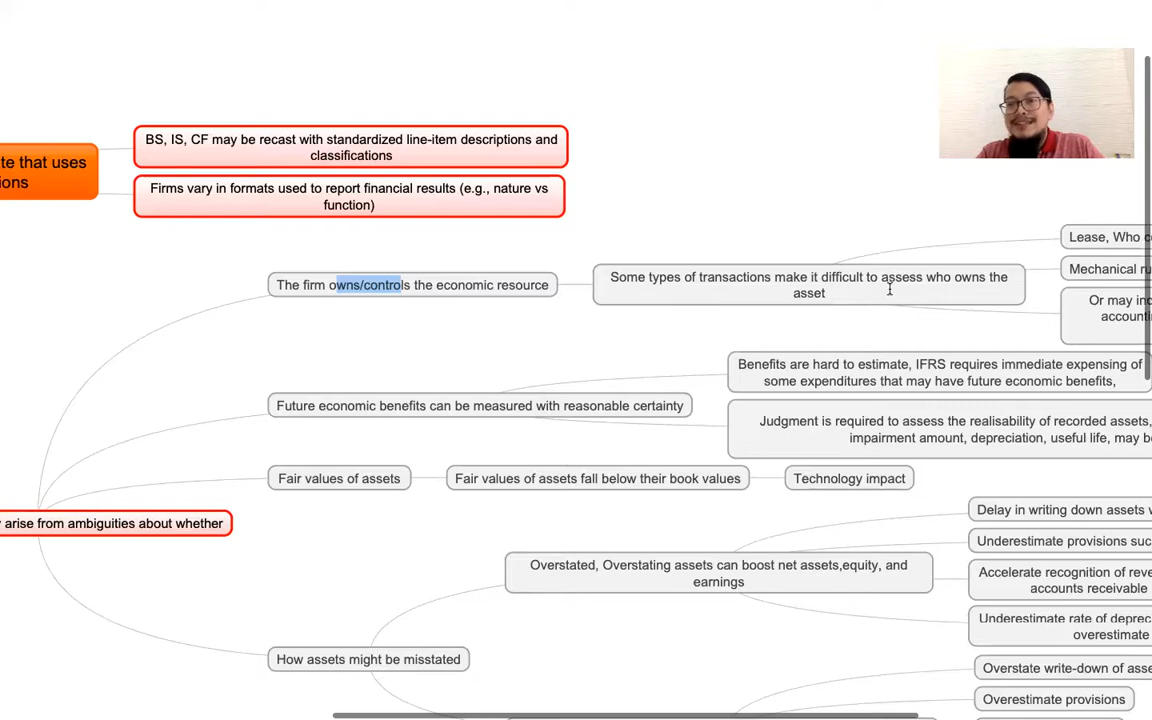 te that uses
ions
BS, IS, CF may be recast with standardized line-item descriptions and
classifications
Firms vary in formats used to report financial results (e.g., nature vs
function)
The firm owns/controls the economic resource
Some types of transactions make it difficult to assess who owns the
asset
Lease, Who
Mechanical
Or may
Benefits are hard to estimate, IFRS requires immediate expensing of
some expenditures that may have future economic benefits,
Future economic benefits can be measured with reasonable certainty
Judgment is required to assess the realisability of recorded assets,
impairment amount, depreciation, useful life, may
Fair values of assets
Fair values of assets fall below their book values
Technology impact
arise from ambiguities about whether
Delay in writing down assets
Underestimate provisions
Overstated, Overstating assets can boost net assets,equity, and
earnings
Accelerate recognition of
accounts receivable
Underestimate rate of
overestimate
How assets might be misstated
Overstate write-down of
Overestimate provisions